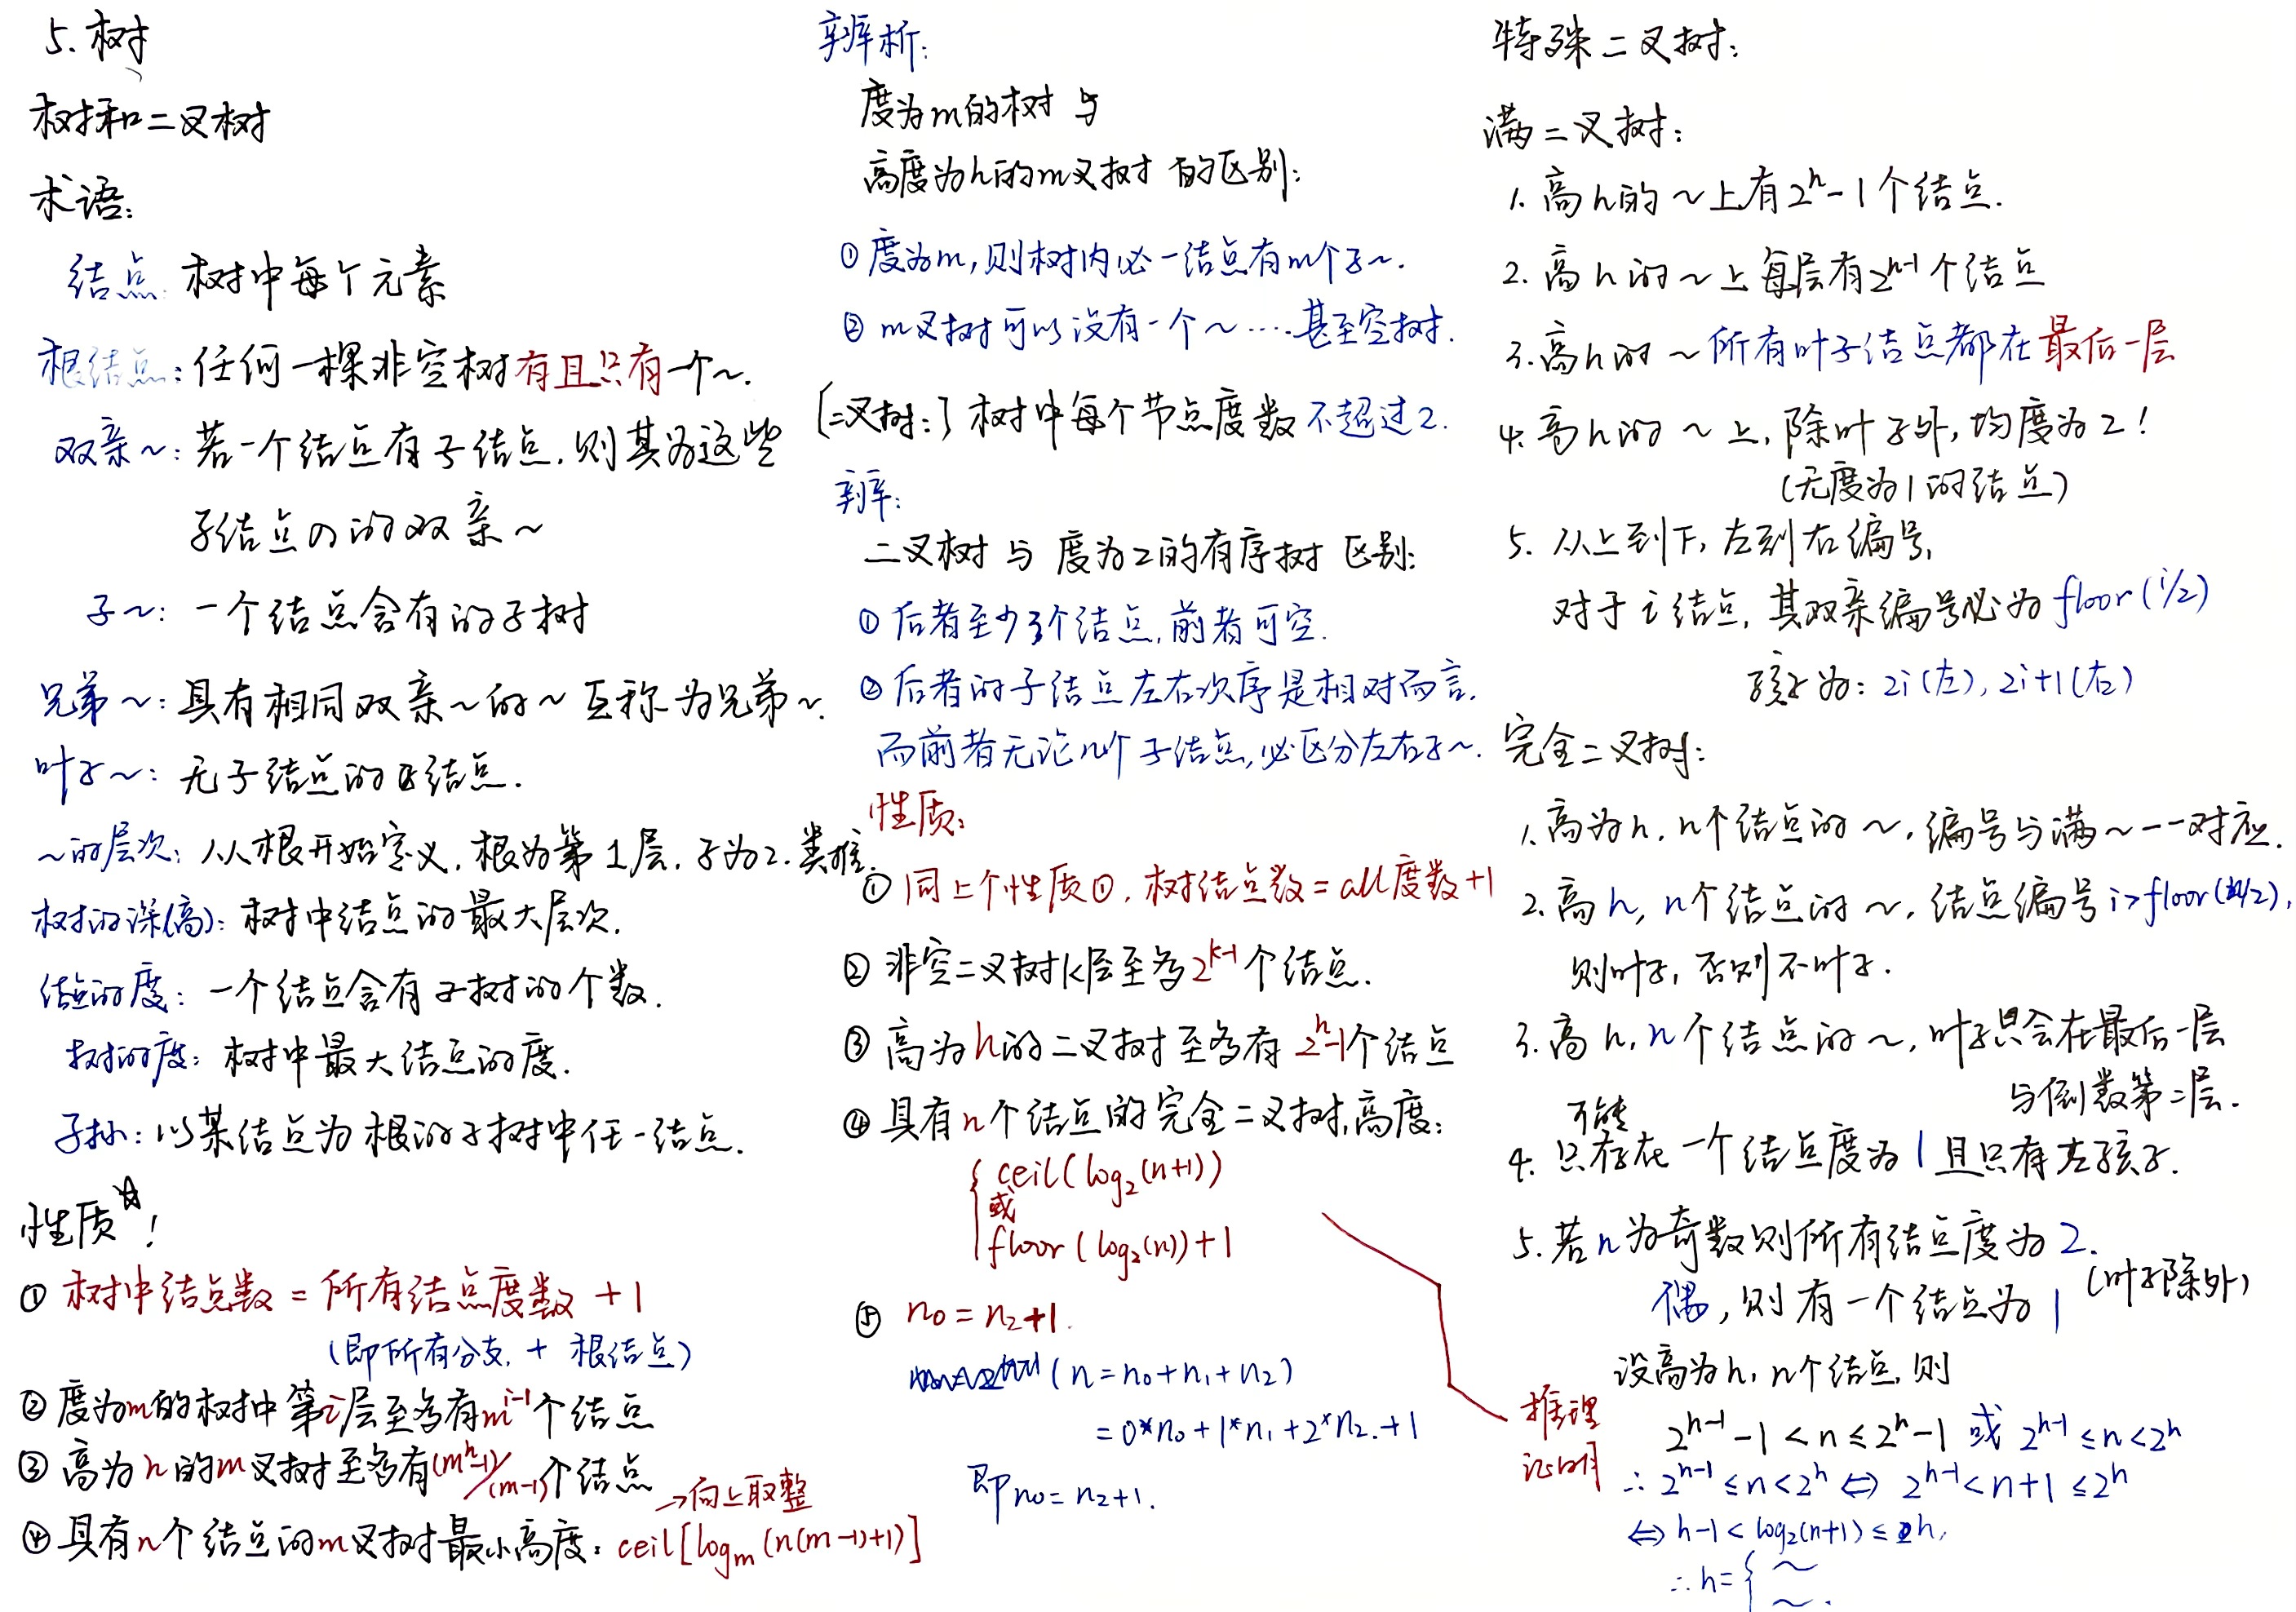 5. 树
树和二叉树
术语:
结点: 树中每个元素
根结点: 任何一棵非空树有且只有一个~.
双亲~: 若一个结点有子结点, 则其为这些
子结点的双亲~
子~: 一个结点含有的子树
兄弟~: 具有相同双亲~的~互称为兄弟~.
叶子~: 无子结点的结点.
~的层次: 从根开始定义, 根为第1层, 子为2. 类推.
树的深(高): 树中结点的最大层次.
结点的度: 一个结点含有子树的个数.
树的度: 树中最大结点的度.
子孙: 以某结点为根的子树中任一结点.
性质☆!
① 树中结点数 = 所有结点度数 + 1
(即所有分支, + 根结点)
② 度为m的树中第i层至多有m^{i-1}个结点
③ 高为h的m叉树至多有(m^h-1)/(m-1)个结点
→向上取整
④ 具有n个结点的m叉树最小高度: ceil[log_m(n(m-1)+1)]
辨析:
度为m的树 与
高度为h的m叉树 的区别:
① 度为m, 则树内必一结点有m个子~.
② m叉树可以没有一个~....甚至空树.
[二叉树:] 树中每个节点度数不超过2.
辨:
二叉树 与 度为2的有序树 区别:
① 后者至少3个结点, 前者可空.
② 后者的子结点左右次序是相对而言.
而前者无论几个子结点, 必区分左右子~.
性质:
① 同上个性质①, 树结点数 = all度数+1
② 非空二叉树k层至多2^{k-1}个结点.
③ 高为h的二叉树至多有2^h-1个结点
④ 具有n个结点的完全二叉树, 高度:
{ ceil(log₂(n+1))
或
floor(log₂(n))+1
⑤ n₀ = n₂+1.
(n = n₀+n₁+n₂)
= 0*n₀ + 1*n₁ + 2*n₂.+1
即n₀ = n₂+1.
特殊二叉树:
满二叉树:
1. 高h的~上有2^h-1个结点.
2. 高h的~上每层有2^{h-1}个结点
3. 高h的~所有叶子结点都在最后一层
4. 高h的~上, 除叶子外, 均度为2!
(无度为1的结点)
5. 从上到下, 左到右编号,
对于i结点, 其双亲编号必为floor(i/2)
孩子为: 2i(左), 2i+1(右)
完全二叉树:
1. 高为h, n个结点的~, 编号与满~一一对应.
2. 高h, n个结点的~, 结点编号i>floor(n/2),
则叶子, 否则不叶子.
3. 高h, n个结点的~, 叶子只会在最后一层
与倒数第二层.
可能
4. 只存在一个结点度为1且只有左孩子.
5. 若n为奇数则所有结点度为2.
(叶子除外)
偶, 则有一个结点为1
设高为h, n个结点, 则
推理
证明
2^{h-1}-1 < n ≤ 2^h-1 或 2^{h-1} ≤ n < 2^h
∴ 2^{h-1} ≤ n < 2^h ⇔ 2^{h-1} < n+1 ≤ 2^h
⇔ h-1 < log₂(n+1) ≤ h,
∴ h = { ~
~.